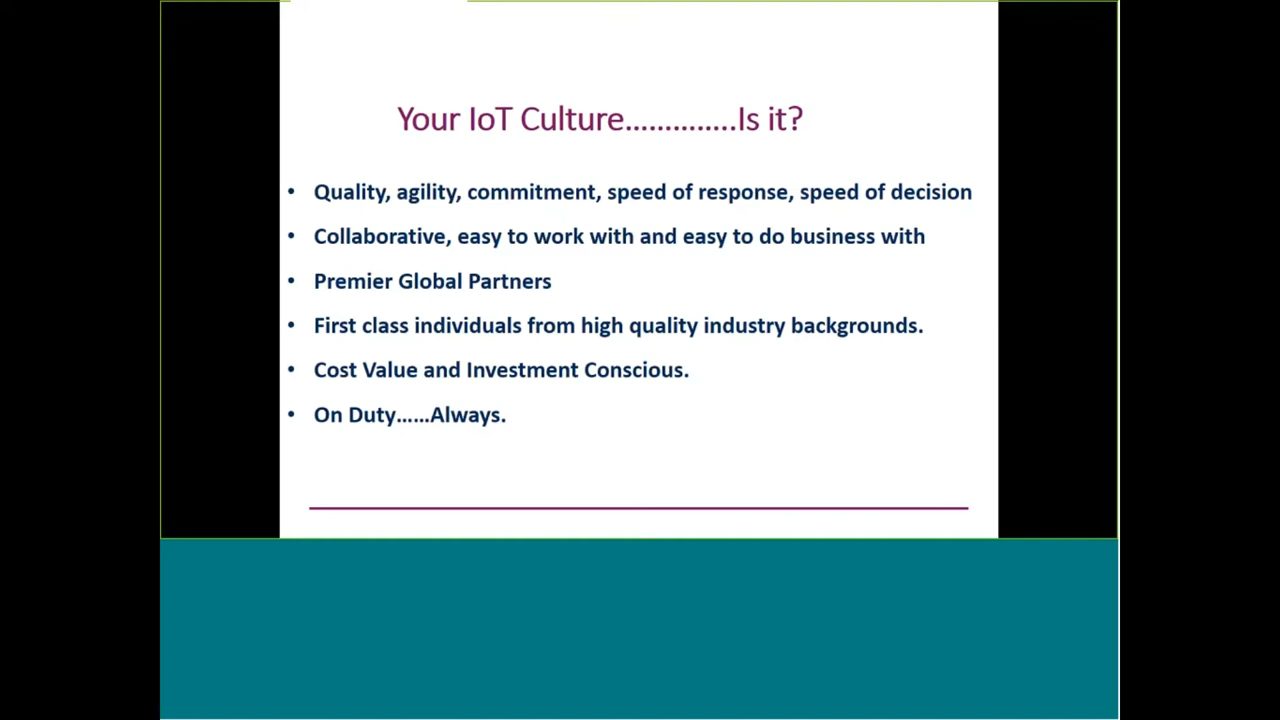 Your IoT Culture…………..Is it?
• Quality, agility, commitment, speed of response, speed of decision
• Collaborative, easy to work with and easy to do business with
• Premier Global Partners
• First class individuals from high quality industry backgrounds.
• Cost Value and Investment Conscious.
• On Duty……Always.